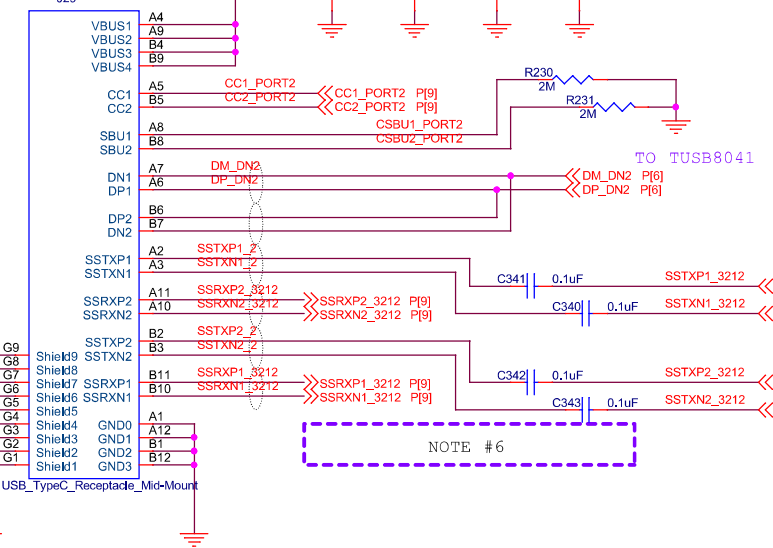 VBUS1 A4
VBUS2 A9
VBUS3 B4
VBUS4 B9
CC1 A5 CC1_PORT2 CC1_PORT2 P[9]
CC2 B5 CC2_PORT2 CC2_PORT2 P[9]
R230
2M
R231
2M
SBU1 A8 CSBU1_PORT2
SBU2 B8 CSBU2_PORT2
TO TUSB8041
DN1 A7 DM_DN2 DM_DN2 P[6]
DP1 A6 DP_DN2 DP_DN2 P[6]
DP2 B6
DN2 B7
SSTXP1 A2 SSTXP1_2
SSTXN1 A3 SSTXN1_2
C341 0.1uF SSTXP1_3212
C340 0.1uF SSTXN1_3212
SSRXP2 A11 SSRXP2_3212 SSRXP2_3212 P[9]
SSRXN2 A10 SSRXN2_3212 SSRXN2_3212 P[9]
SSTXP2 B2 SSTXP2_2
G9 Shield9 SSTXN2 B3 SSTXN2_2
G8 Shield8
C342 0.1uF SSTXP2_3212
C343 0.1uF SSTXN2_3212
G7 Shield7 SSRXP1 B11 SSRXP1_3212 SSRXP1_3212 P[9]
G6 Shield6 SSRXN1 B10 SSRXN1_3212 SSRXN1_3212 P[9]
G5 Shield5
G4 Shield4 GND0 A1
G3 Shield3 GND1 A12
G2 Shield2 GND2 B1
G1 Shield1 GND3 B12
NOTE #6
USB_TypeC_Receptacle_Mid-Mount